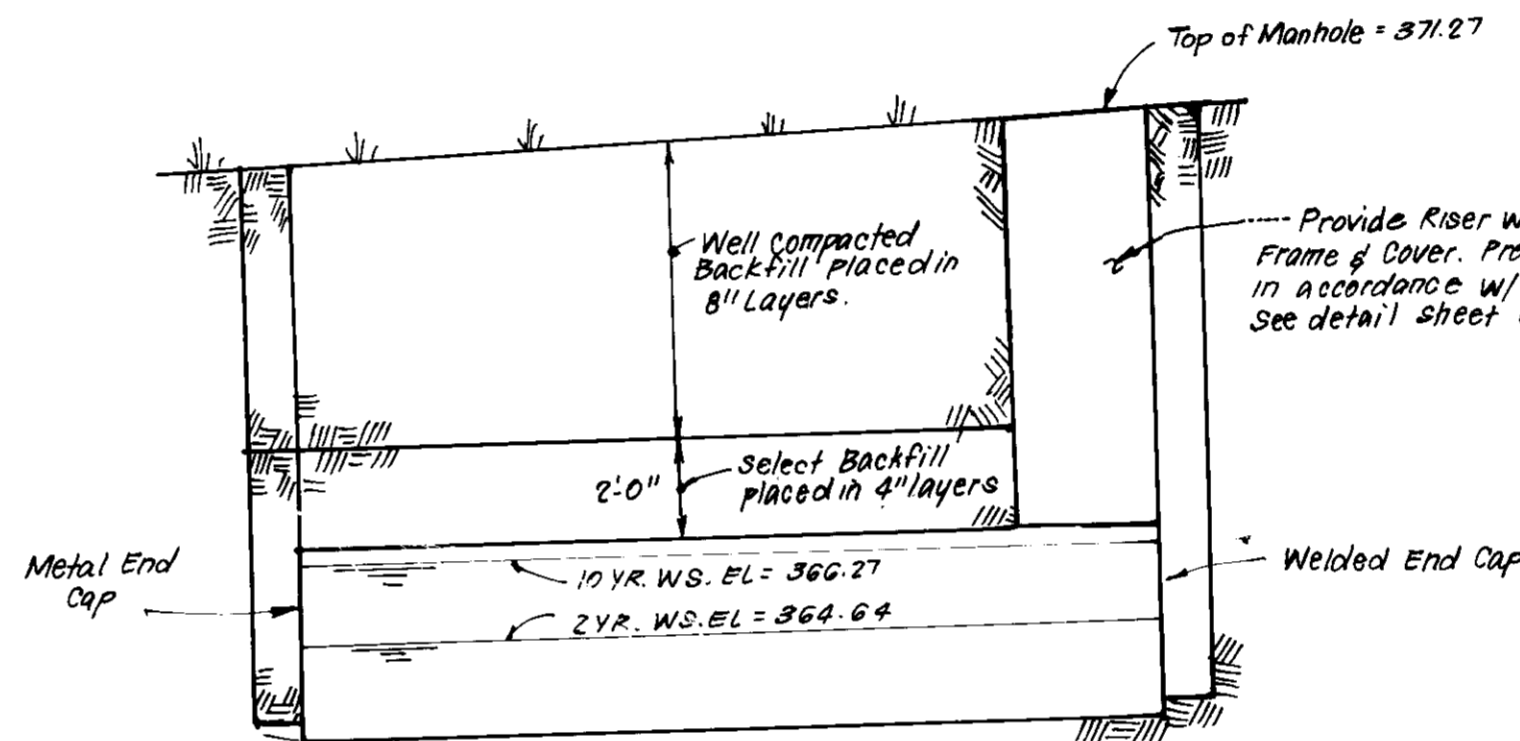 Top of Manhole = 371.27
Well Compacted
Backfill placed in
8" Layers.
Provide Riser w
Frame & Cover. Pre
in accordance w/
See detail sheet
2'-0"
Select Backfill
placed in 4" layers
Metal End
Cap
10 YR. WS. EL = 366.27
2 YR. WS. EL = 364.64
Welded End Cap